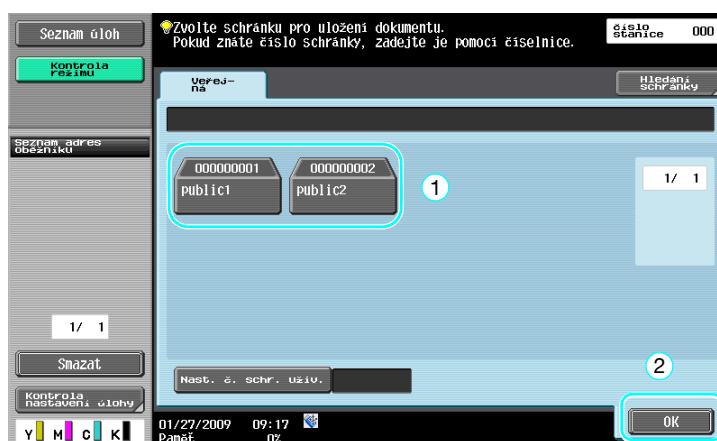 Seznam úloh
Kontrola
režimu
Seznam adres
oběžníku
1/ 1
Smazat
Kontrola
nastavení úlohy
Y M C K
Zvolte schránku pro uložení dokumentu.
Pokud znáte číslo schránky, zadejte je pomocí číselnice.
číslo
stanice 000
Veřej-
ná
Hledání
schránky
000000001
public1
000000002
public2
1
1/ 1
2
Nast. č. schr. uživ.
OK
01/27/2009 09:17
Paměť 0%